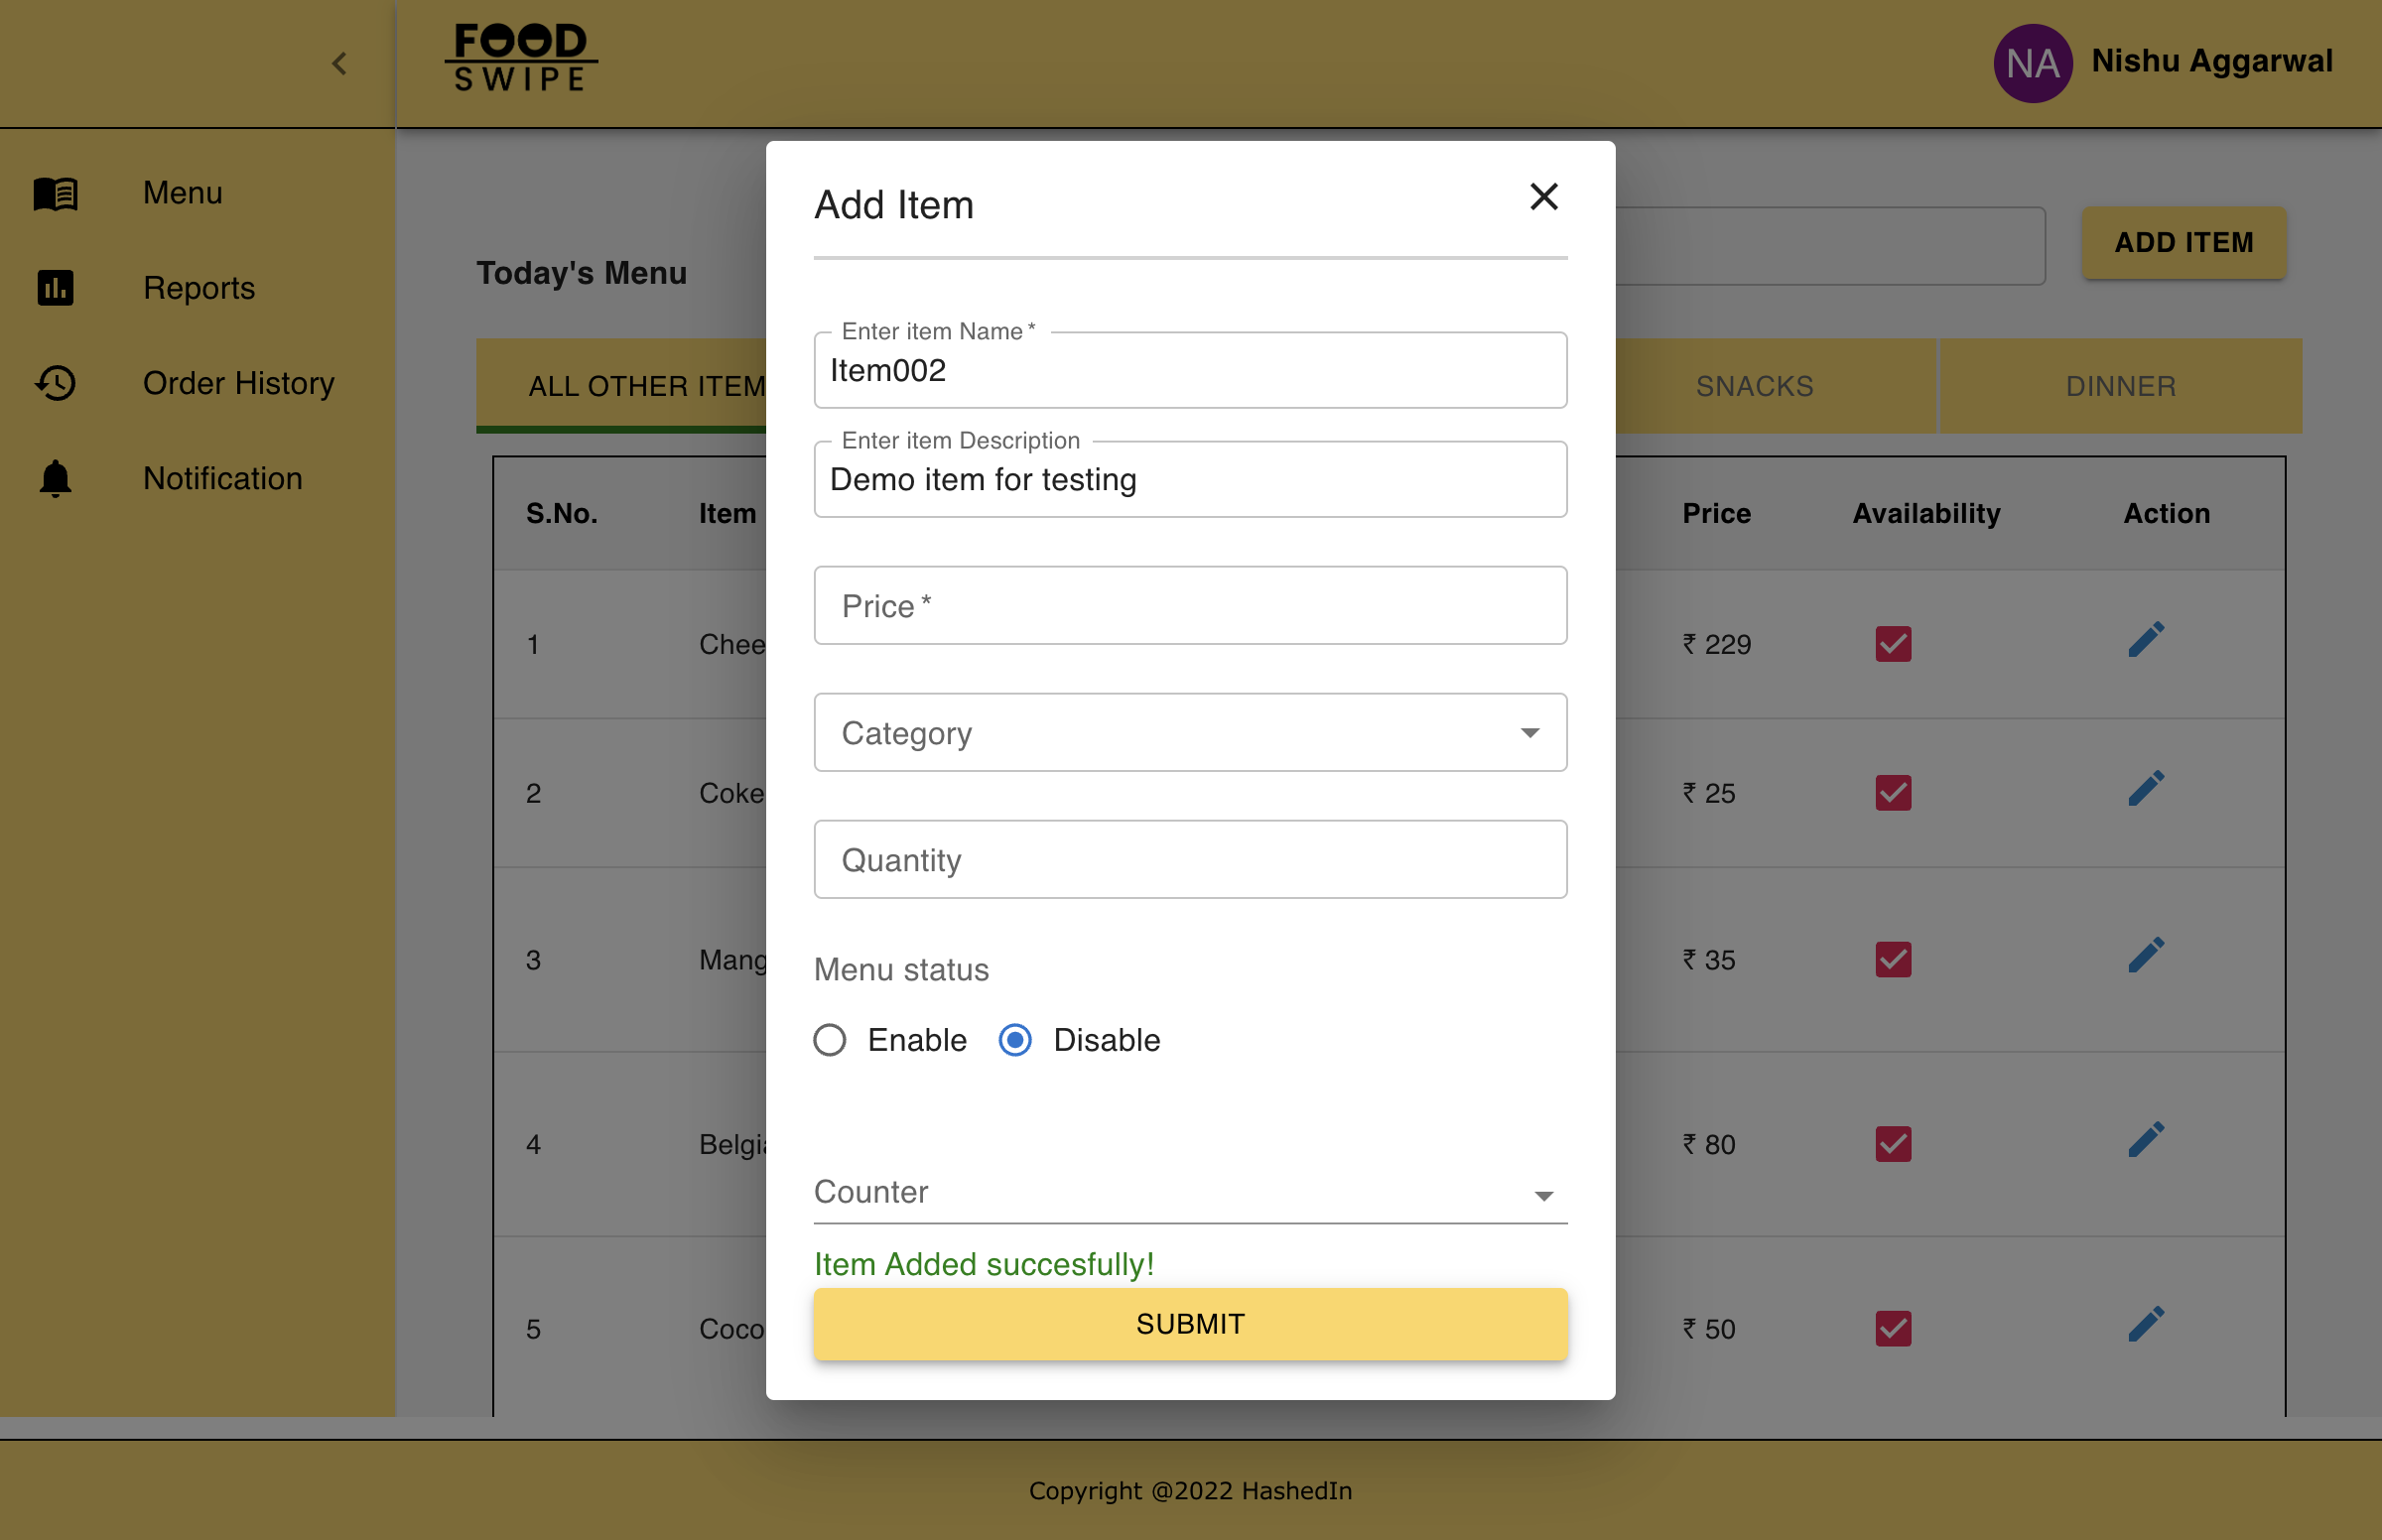 FOOD
SWIPE
NA
Nishu Aggarwal
Menu
Reports
Order History
Notification
Today's Menu
ADD ITEM
ALL OTHER ITEM
SNACKS
DINNER
S.No.
Item
Price
Availability
Action
1
Chee
₹ 229
2
Coke
₹ 25
3
Mang
₹ 35
4
Belgi
₹ 80
5
Coco
₹ 50
Add Item
Enter item Name *
Item002
Enter item Description
Demo item for testing
Price *
Category
Quantity
Menu status
Enable
Disable
Counter
Item Added succesfully!
SUBMIT
Copyright @2022 HashedIn